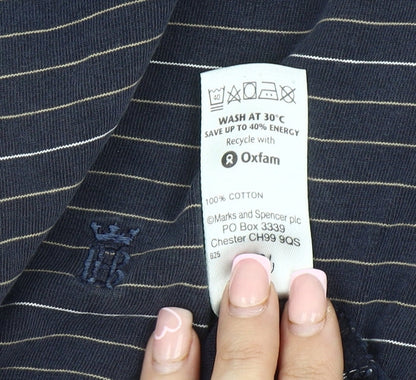 40
WASH AT 30°C
SAVE UP TO 40% ENERGY
Recycle with
Oxfam
100% COTTON
©Marks and Spencer plc
PO Box 3339
Chester CH99 9QS